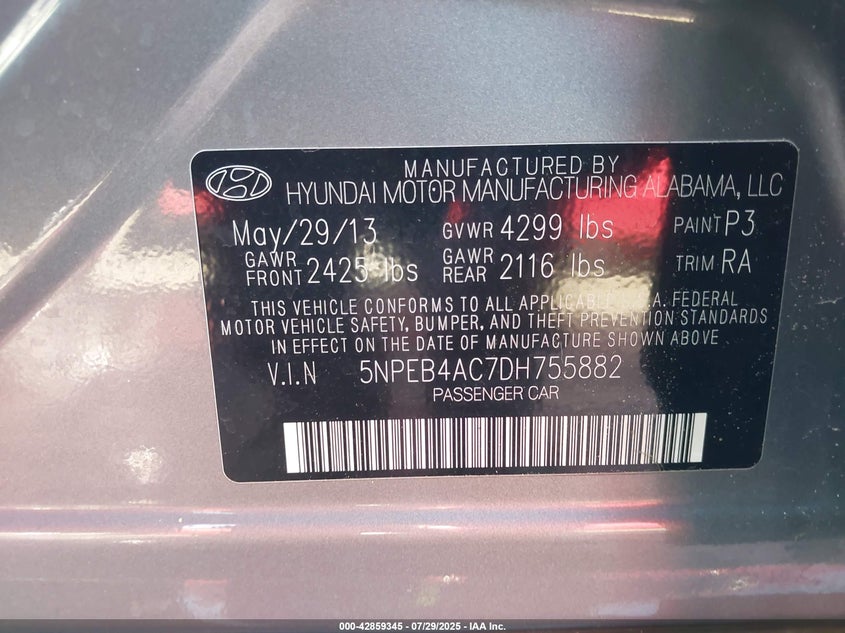 MANUFACTURED BY
HYUNDAI MOTOR MANUFACTURING ALABAMA, LLC
May/29/13 GVWR 4299 lbs PAINT P3
GAWR FRONT 2425 lbs GAWR REAR 2116 lbs TRIM RA
THIS VEHICLE CONFORMS TO ALL APPLICABLE U.S.A. FEDERAL
MOTOR VEHICLE SAFETY, BUMPER, AND THEFT PREVENTION STANDARDS
IN EFFECT ON THE DATE OF MANUFACTURE SHOWN ABOVE
V.I.N 5NPEB4AC7DH755882
PASSENGER CAR
000-42859345 - 07/29/2025 - IAA Inc.